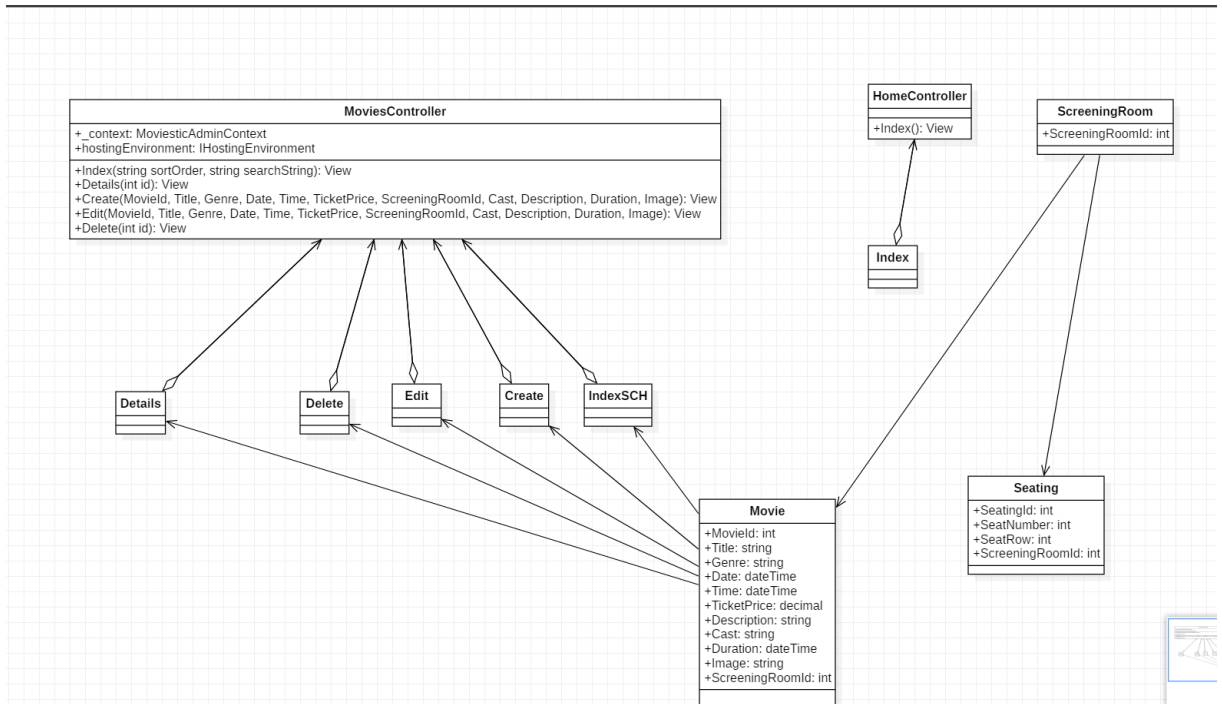 MoviesController
+_context: MoviesticAdminContext
+hostingEnvironment: IHostingEnvironment
+Index(string sortOrder, string searchString): View
+Details(int id): View
+Create(MovieId, Title, Genre, Date, Time, TicketPrice, ScreeningRoomId, Cast, Description, Duration, Image): View
+Edit(MovieId, Title, Genre, Date, Time, TicketPrice, ScreeningRoomId, Cast, Description, Duration, Image): View
+Delete(int id): View
HomeController
+Index(): View
ScreeningRoom
+ScreeningRoomId: int
Index
Details
Delete
Edit
Create
IndexSCH
Movie
+MovieId: int
+Title: string
+Genre: string
+Date: dateTime
+Time: dateTime
+TicketPrice: decimal
+Description: string
+Cast: string
+Duration: dateTime
+Image: string
+ScreeningRoomId: int
Seating
+SeatingId: int
+SeatNumber: int
+SeatRow: int
+ScreeningRoomId: int